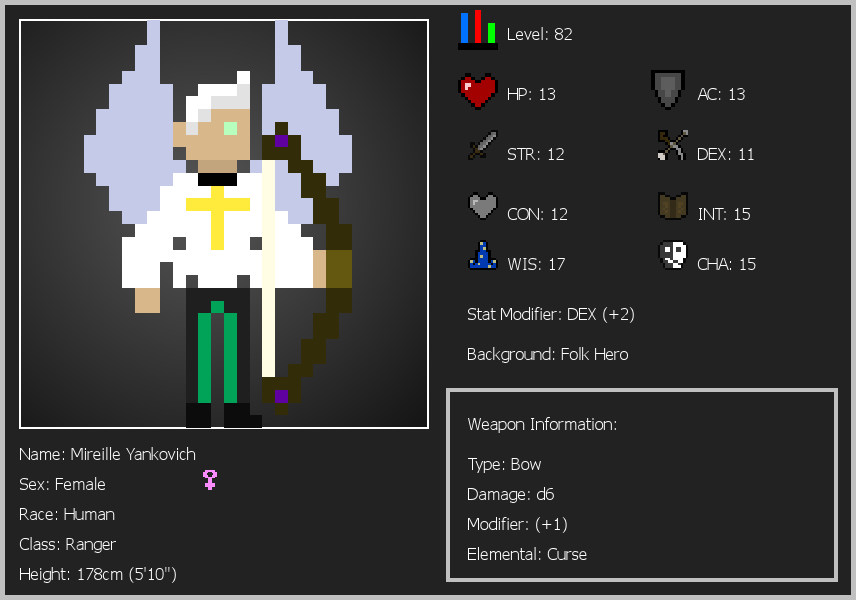 Level: 82
HP: 13
AC: 13
STR: 12
DEX: 11
CON: 12
INT: 15
WIS: 17
CHA: 15
Stat Modifier: DEX (+2)
Background: Folk Hero
Weapon Information:
Type: Bow
Damage: d6
Modifier: (+1)
Elemental: Curse
Name: Mireille Yankovich
Sex: Female
Race: Human
Class: Ranger
Height: 178cm (5'10")